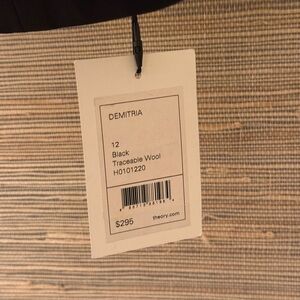 DEMITRIA
12
Black
Traceable Wool
H0101220
$295
theory.com